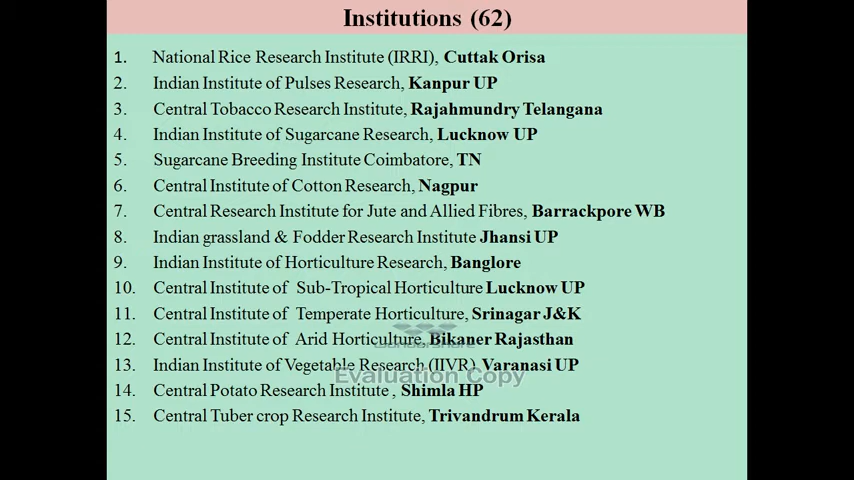 Institutions (62)
1. National Rice Research Institute (IRRI), Cuttak Orisa
2. Indian Institute of Pulses Research, Kanpur UP
3. Central Tobacco Research Institute, Rajahmundry Telangana
4. Indian Institute of Sugarcane Research, Lucknow UP
5. Sugarcane Breeding Institute Coimbatore, TN
6. Central Institute of Cotton Research, Nagpur
7. Central Research Institute for Jute and Allied Fibres, Barrackpore WB
8. Indian grassland & Fodder Research Institute Jhansi UP
9. Indian Institute of Horticulture Research, Banglore
10. Central Institute of Sub-Tropical Horticulture Lucknow UP
11. Central Institute of Temperate Horticulture, Srinagar J&K
12. Central Institute of Arid Horticulture, Bikaner Rajasthan
wondershare
13. Indian Institute of Vegetable Research (IIVR) Varanasi UP
Evaluation Copy
14. Central Potato Research Institute , Shimla HP
15. Central Tuber crop Research Institute, Trivandrum Kerala